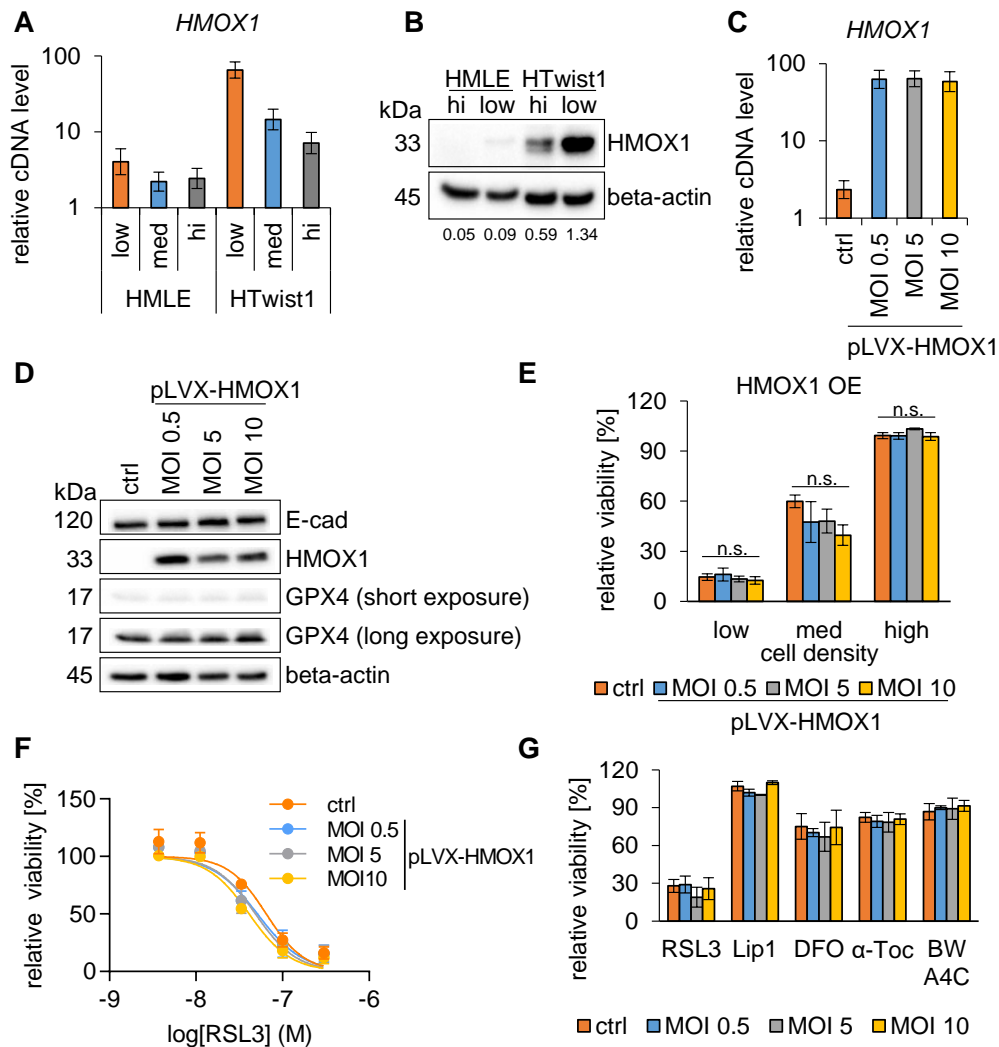 A
HMOX1
relative cDNA level
100
10
1
low
med
hi
low
med
hi
HMLE
HTwist1
B
HMLE HTwist1
kDa
hi low hi low
33
HMOX1
45
beta-actin
0.05 0.09 0.59 1.34
C
HMOX1
relative cDNA level
100
10
1
ctrl
MOI 0.5
MOI 5
MOI 10
pLVX-HMOX1
D
pLVX-HMOX1
kDa
ctrl
MOI 0.5
MOI 5
MOI 10
120
E-cad
33
HMOX1
17
GPX4 (short exposure)
17
GPX4 (long exposure)
45
beta-actin
E
HMOX1 OE
relative viability [%]
120
90
60
30
0
n.s.
n.s.
n.s.
low
med
high
cell density
ctrl MOI 0.5 MOI 5 MOI 10
pLVX-HMOX1
F
relative viability [%]
150
100
50
0
-9
-8
-7
-6
log[RSL3] (M)
ctrl
MOI 0.5
MOI 5
MOI10
pLVX-HMOX1
G
relative viability [%]
120
90
60
30
0
RSL3 Lip1 DFO α-Toc BW
A4C
ctrl MOI 0.5 MOI 5 MOI 10